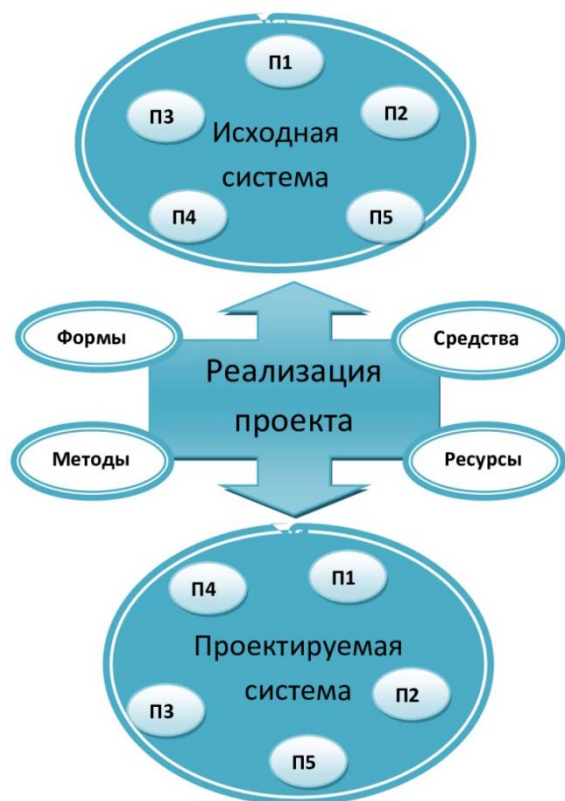 П1
П3
П2
Исходная
система
П4
П5
Формы
Средства
Реализация
проекта
Методы
Ресурсы
П4
П1
Проектируемая
система
П3
П2
П5